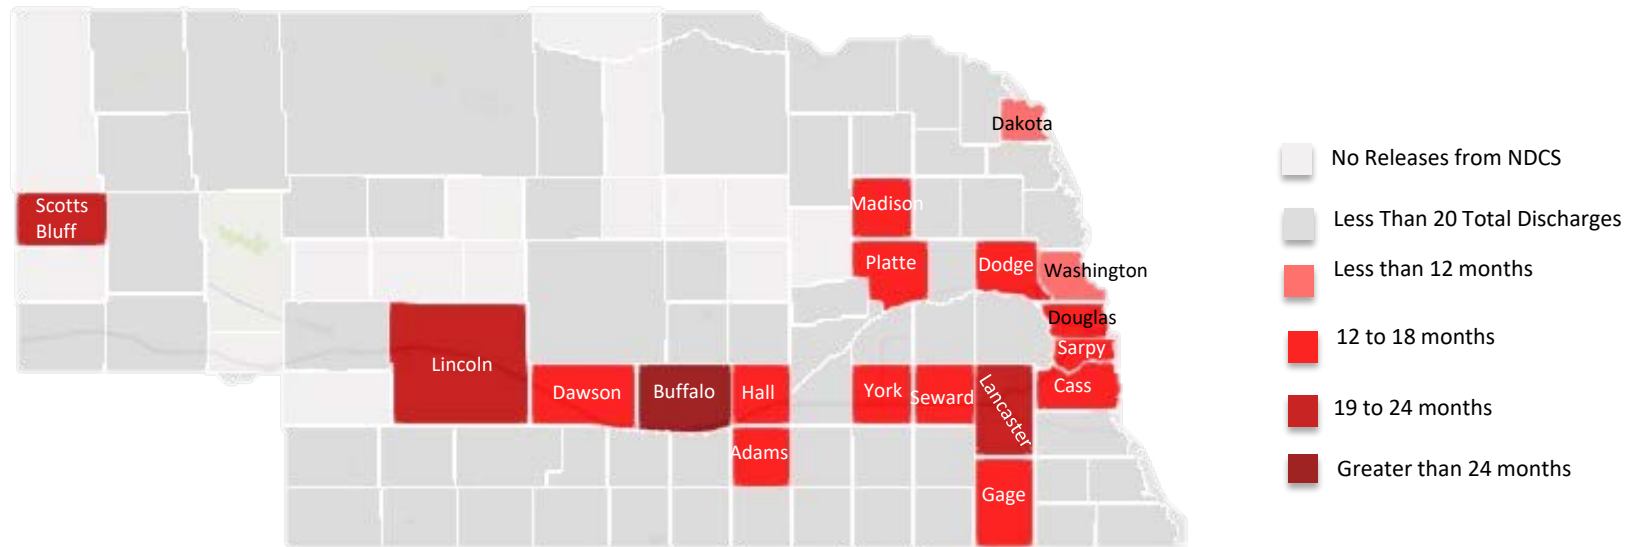 Dakota
No Releases from NDCS
Scotts
Bluff
Madison
Less Than 20 Total Discharges
Platte
Dodge
Washington
Less than 12 months
Douglas
Sarpy
12 to 18 months
Lincoln
Dawson
Buffalo
Hall
York
Seward
Lancaster
Cass
19 to 24 months
Adams
Greater than 24 months
Gage